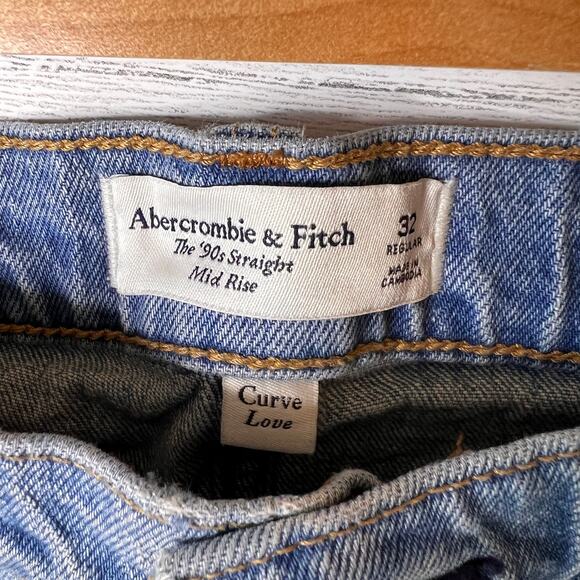 Abercrombie & Fitch
The '90s Straight
Mid Rise
32
REGULAR
MADE IN
CAMBODIA
Curve
Love